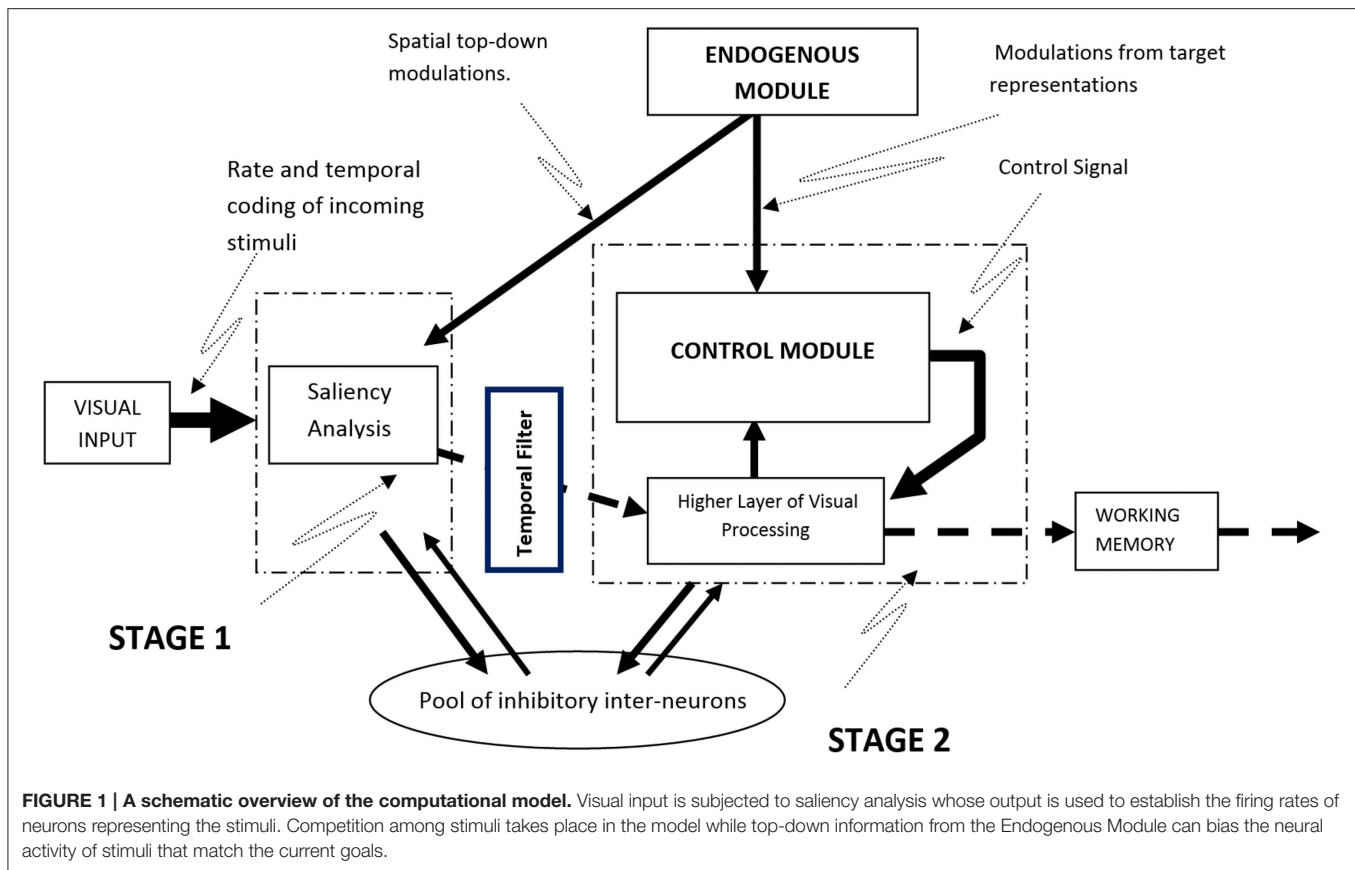 Spatial top-down
modulations.
ENDOGENOUS
MODULE
Modulations from target
representations
Rate and temporal
coding of incoming
stimuli
Control Signal
VISUAL
INPUT
Saliency
Analysis
Temporal Filter
CONTROL MODULE
Higher Layer of Visual
Processing
WORKING
MEMORY
STAGE 1
Pool of inhibitory inter-neurons
STAGE 2
FIGURE 1 | A schematic overview of the computational model. Visual input is subjected to saliency analysis whose output is used to establish the firing rates of
neurons representing the stimuli. Competition among stimuli takes place in the model while top-down information from the Endogenous Module can bias the neural
activity of stimuli that match the current goals.